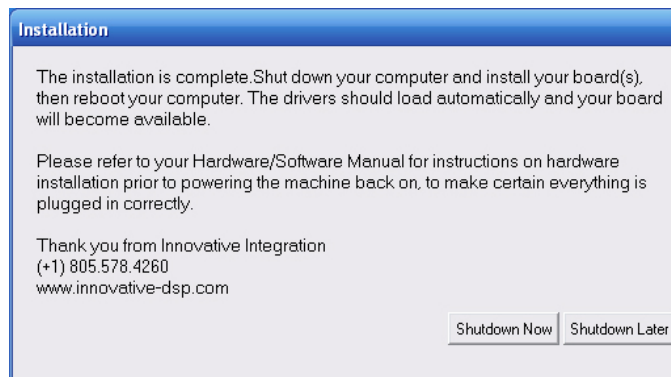 Installation
The installation is complete.Shut down your computer and install your board(s),
then reboot your computer. The drivers should load automatically and your board
will become available.
Please refer to your Hardware/Software Manual for instructions on hardware
installation prior to powering the machine back on, to make certain everything is
plugged in correctly.
Thank you from Innovative Integration
(+1) 805.578.4260
www.innovative-dsp.com
Shutdown Now Shutdown Later